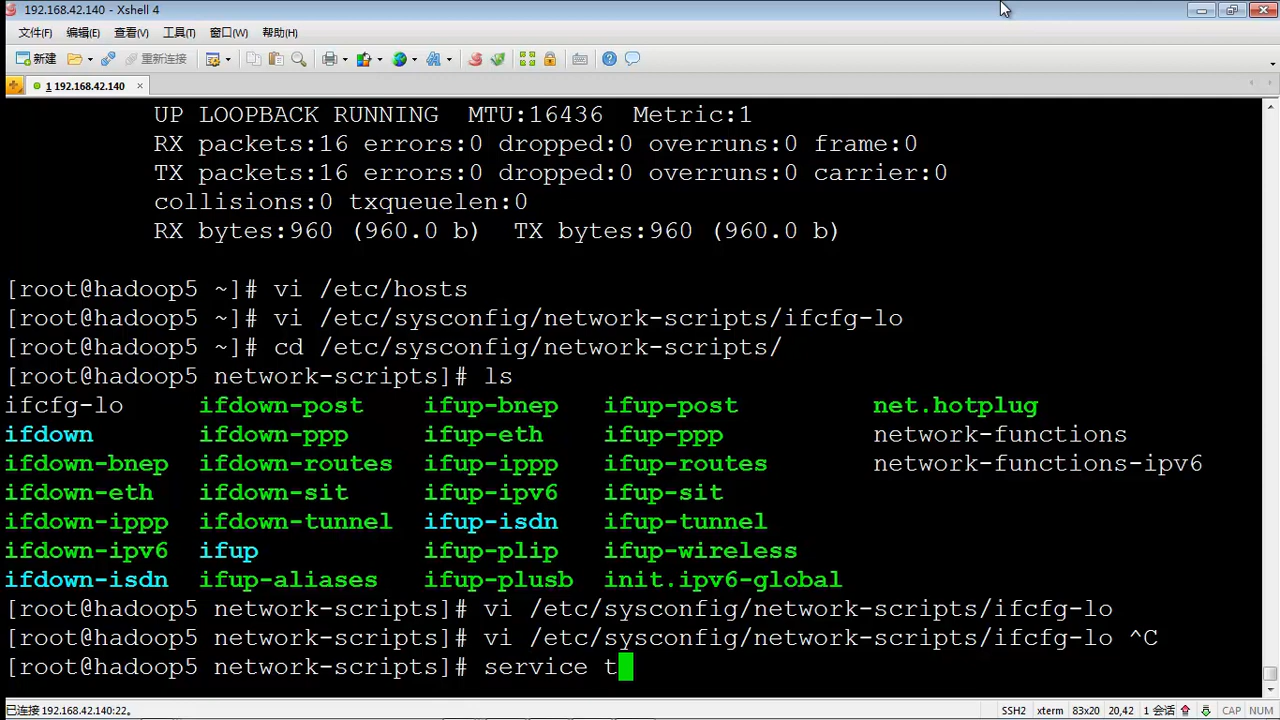 192.168.42.140 - Xshell 4
文件(F) 编辑(E) 查看(V) 工具(T) 窗口(W) 帮助(H)
新建 重新连接
1 192.168.42.140 ×
UP LOOPBACK RUNNING  MTU:16436  Metric:1
RX packets:16 errors:0 dropped:0 overruns:0 frame:0
TX packets:16 errors:0 dropped:0 overruns:0 carrier:0
collisions:0 txqueuelen:0
RX bytes:960 (960.0 b)  TX bytes:960 (960.0 b)
[root@hadoop5 ~]# vi /etc/hosts
[root@hadoop5 ~]# vi /etc/sysconfig/network-scripts/ifcfg-lo
[root@hadoop5 ~]# cd /etc/sysconfig/network-scripts/
[root@hadoop5 network-scripts]# ls
ifcfg-lo ifdown-post ifup-bnep ifup-post net.hotplug
ifdown ifdown-ppp ifup-eth ifup-ppp network-functions
ifdown-bnep ifdown-routes ifup-ippp ifup-routes network-functions-ipv6
ifdown-eth ifdown-sit ifup-ipv6 ifup-sit
ifdown-ippp ifdown-tunnel ifup-isdn ifup-tunnel
ifdown-ipv6 ifup ifup-plip ifup-wireless
ifdown-isdn ifup-aliases ifup-plusb init.ipv6-global
[root@hadoop5 network-scripts]# vi /etc/sysconfig/network-scripts/ifcfg-lo
[root@hadoop5 network-scripts]# vi /etc/sysconfig/network-scripts/ifcfg-lo ^C
[root@hadoop5 network-scripts]# service t
已连接 192.168.42.140:22。 SSH2 xterm 83x20 20,42 1 会话 CAP NUM